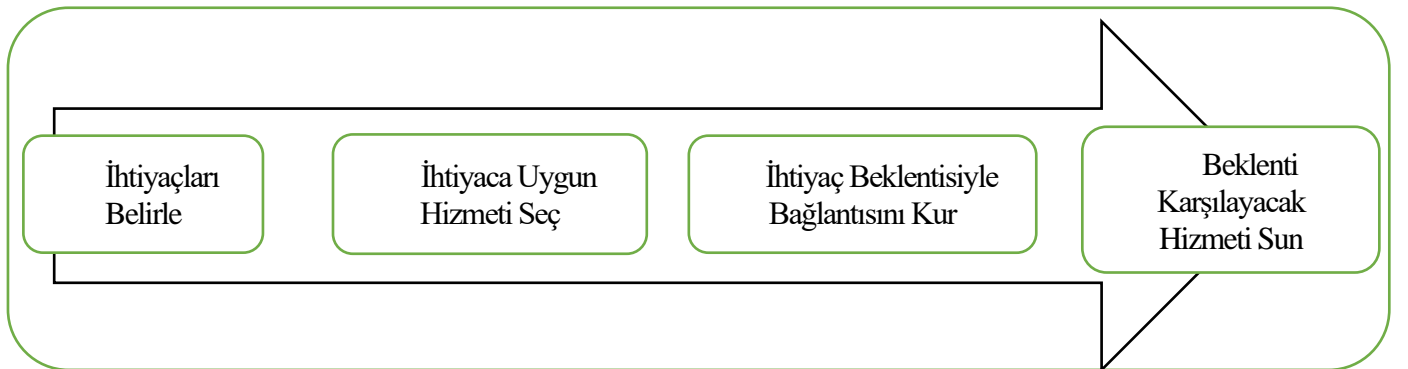 İhtiyaçları
Belirle
İhtiyaca Uygun
Hizmeti Seç
İhtiyaç Beklentisiyle
Bağlantısını Kur
Beklenti
Karşılayacak
Hizmeti Sun